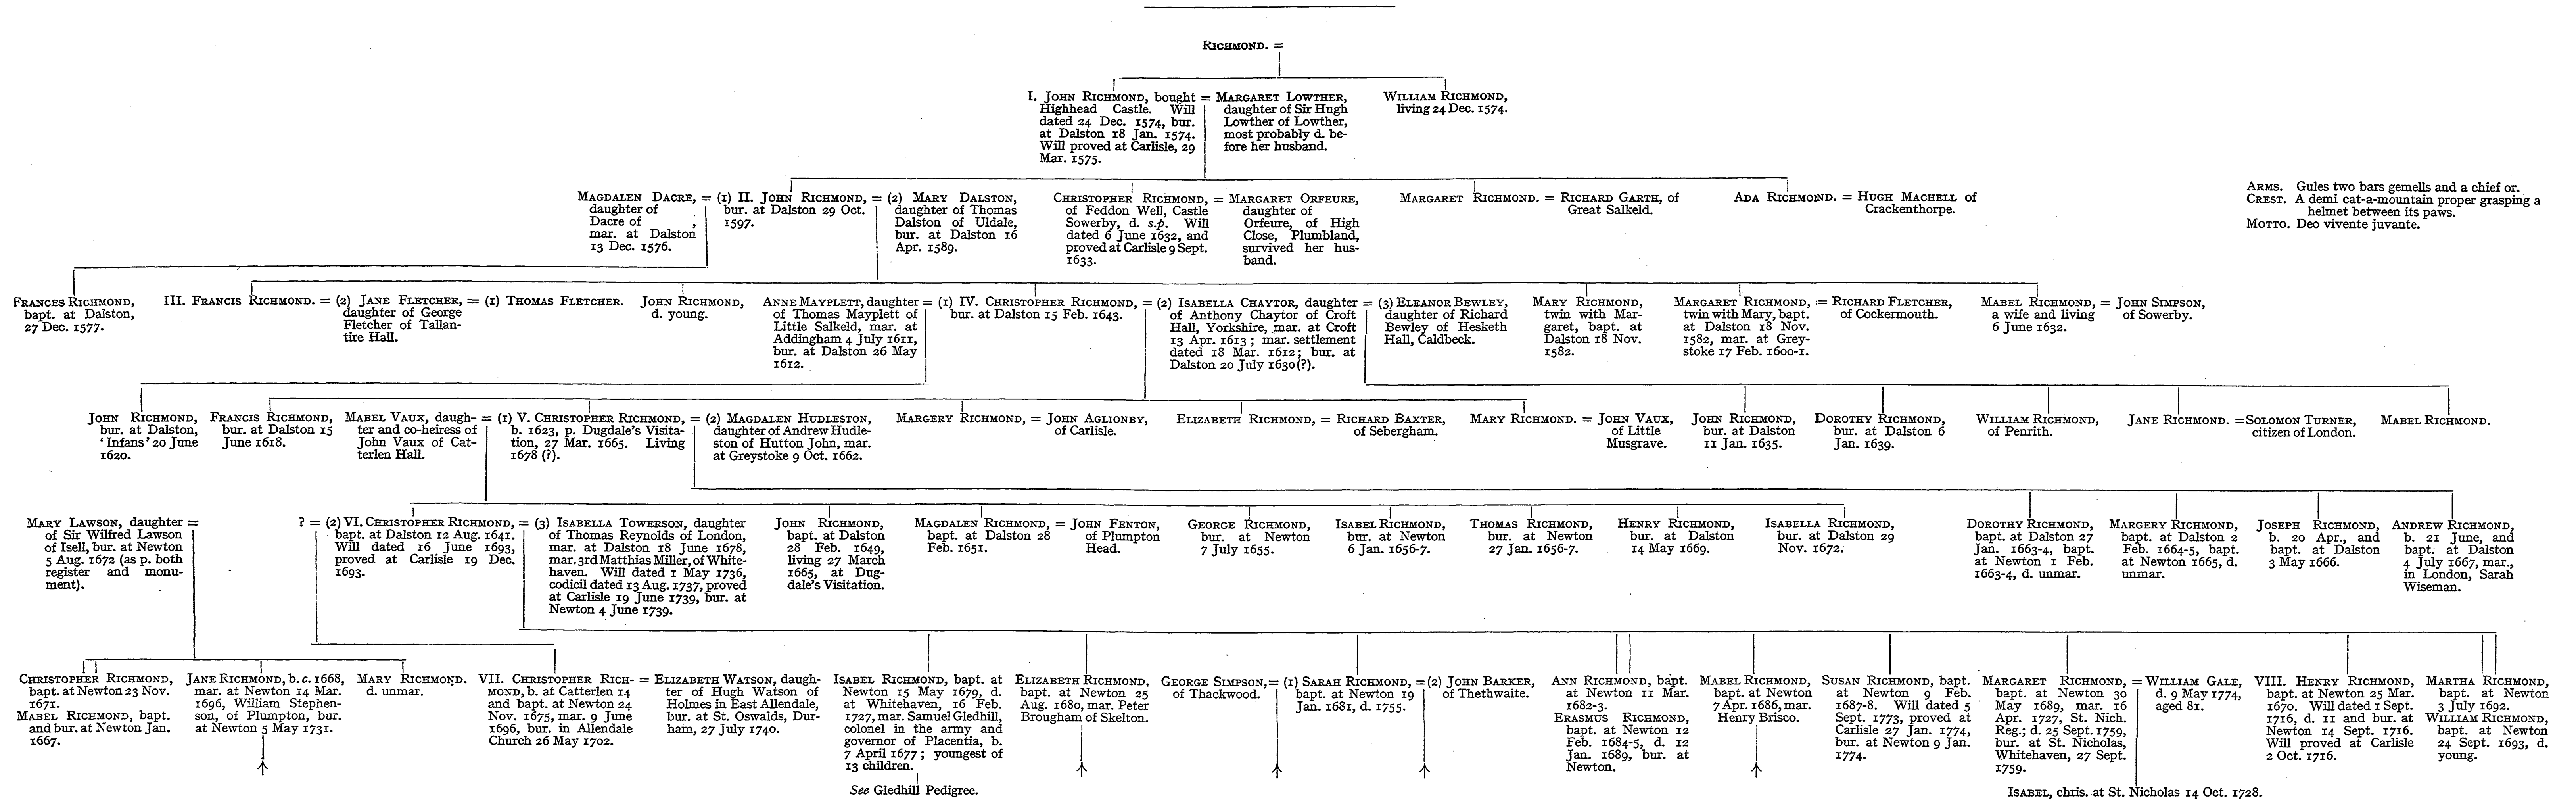 RICHMOND. =
I. JOHN RICHMOND, bought
Highhead Castle. Will
dated 24 Dec. 1574, bur.
at Dalston 18 Jan. 1574.
Will proved at Carlisle, 29
Mar. 1575.
= MARGARET LOWTHER,
daughter of Sir Hugh
Lowther of Lowther,
most probably d. be-
fore her husband.
WILLIAM RICHMOND,
living 24 Dec. 1574.
ARMS. Gules two bars gemells and a chief or.
CREST. A demi cat-a-mountain proper grasping a
helmet between its paws.
MOTTO. Deo vivente juvante.
MAGDALEN DACRE,
daughter of
Dacre of ,
mar. at Dalston
13 Dec. 1576.
= (1) II. JOHN RICHMOND,
bur. at Dalston 29 Oct.
1597.
= (2) MARY DALSTON,
daughter of Thomas
Dalston of Uldale,
bur. at Dalston 16
Apr. 1589.
CHRISTOPHER RICHMOND,
of Feddon Well, Castle
Sowerby, d. s.p. Will
dated 6 June 1632, and
proved at Carlisle 9 Sept.
1633.
= MARGARET ORFEURE,
daughter of
Orfeure, of High
Close, Plumbland,
survived her hus-
band.
MARGARET RICHMOND. = RICHARD GARTH, of
Great Salkeld.
ADA RICHMOND. = HUGH MACHELL of
Crackenthorpe.
FRANCES RICHMOND,
bapt. at Dalston,
27 Dec. 1577.
III. FRANCIS RICHMOND. = (2) JANE FLETCHER, = (1) THOMAS FLETCHER.
daughter of George
Fletcher of Tallan-
tire Hall.
JOHN RICHMOND,
d. young.
ANNE MAYPLETT, daughter
of Thomas Mayplett of
Little Salkeld, mar. at
Addingham 4 July 1611,
bur. at Dalston 26 May
1612.
= (1) IV. CHRISTOPHER RICHMOND,
bur. at Dalston 15 Feb. 1643.
= (2) ISABELLA CHAYTOR, daughter
of Anthony Chaytor of Croft
Hall, Yorkshire, mar. at Croft
13 Apr. 1613; mar. settlement
dated 18 Mar. 1612; bur. at
Dalston 20 July 1630(?).
= (3) ELEANOR BEWLEY,
daughter of Richard
Bewley of Hesketh
Hall, Caldbeck.
MARY RICHMOND,
twin with Mar-
garet, bapt. at
Dalston 18 Nov.
1582.
MARGARET RICHMOND,
twin with Mary, bapt.
at Dalston 18 Nov.
1582, mar. at Grey-
stoke 17 Feb. 1600-1.
= RICHARD FLETCHER,
of Cockermouth.
MABEL RICHMOND,
a wife and living
6 June 1632.
= JOHN SIMPSON,
of Sowerby.
JOHN RICHMOND,
bur. at Dalston,
'Infans' 20 June
1620.
FRANCIS RICHMOND,
bur. at Dalston 15
June 1618.
MABEL VAUX, daugh-
ter and co-heiress of
John Vaux of Cat-
terlen Hall.
= (1) V. CHRISTOPHER RICHMOND,
b. 1623, p. Dugdale's Visita-
tion, 27 Mar. 1665. Living
1678 (?).
= (2) MAGDALEN HUDLESTON,
daughter of Andrew Hudle-
ston of Hutton John, mar.
at Greystoke 9 Oct. 1662.
MARGERY RICHMOND, = JOHN AGLIONBY,
of Carlisle.
ELIZABETH RICHMOND, = RICHARD BAXTER,
of Sebergham.
MARY RICHMOND. = JOHN VAUX,
of Little
Musgrave.
JOHN RICHMOND,
bur. at Dalston
11 Jan. 1635.
DOROTHY RICHMOND,
bur. at Dalston 6
Jan. 1639.
WILLIAM RICHMOND,
of Penrith.
JANE RICHMOND. = SOLOMON TURNER,
citizen of London.
MABEL RICHMOND.
MARY LAWSON, daughter =
of Sir Wilfred Lawson
of Isell, bur. at Newton
5 Aug. 1672 (as p. both
register and monu-
ment).
? = (2) VI. CHRISTOPHER RICHMOND,
bapt. at Dalston 12 Aug. 1641.
Will dated 16 June 1693,
proved at Carlisle 19 Dec.
1693.
= (3) ISABELLA TOWERSON, daughter
of Thomas Reynolds of London,
mar. at Dalston 18 June 1678,
mar. 3rd Matthias Miller, of White-
haven. Will dated 1 May 1736,
codicil dated 13 Aug. 1737, proved
at Carlisle 19 June 1739, bur. at
Newton 4 June 1739.
JOHN RICHMOND,
bapt. at Dalston
28 Feb. 1649,
living 27 March
1665, at Dug-
dale's Visitation.
MAGDALEN RICHMOND,
bapt. at Dalston 28
Feb. 1651.
= JOHN FENTON,
of Plumpton
Head.
GEORGE RICHMOND,
bur. at Newton
7 July 1655.
ISABEL RICHMOND,
bur. at Newton
6 Jan. 1656-7.
THOMAS RICHMOND,
bur. at Newton
27 Jan. 1656-7.
HENRY RICHMOND,
bur. at Dalston
14 May 1669.
ISABELLA RICHMOND,
bur. at Dalston 29
Nov. 1672.
DOROTHY RICHMOND,
bapt. at Dalston 27
Jan. 1663-4, bapt.
at Newton 1 Feb.
1663-4, d. unmar.
MARGERY RICHMOND,
bapt. at Dalston 2
Feb. 1664-5, bapt.
at Newton 1665, d.
unmar.
JOSEPH RICHMOND,
b. 20 Apr., and
bapt. at Dalston
3 May 1666.
ANDREW RICHMOND,
b. 21 June, and
bapt. at Dalston
4 July 1667, mar.,
in London, Sarah
Wiseman.
CHRISTOPHER RICHMOND,
bapt. at Newton 23 Nov.
1671.
MABEL RICHMOND, bapt.
and bur. at Newton Jan.
1667.
JANE RICHMOND, b. c. 1668,
mar. at Newton 14 Mar.
1696, William Stephen-
son, of Plumpton, bur.
at Newton 5 May 1731.
MARY RICHMOND.
d. unmar.
VII. CHRISTOPHER RICH-
MOND, b. at Catterlen 14
and bapt. at Newton 24
Nov. 1675, mar. 9 June
1696, bur. in Allendale
Church 26 May 1702.
= ELIZABETH WATSON, daugh-
ter of Hugh Watson of
Holmes in East Allendale,
bur. at St. Oswalds, Dur-
ham, 27 July 1740.
ISABEL RICHMOND, bapt. at
Newton 15 May 1679, d.
at Whitehaven, 16 Feb.
1727, mar. Samuel Gledhill,
colonel in the army and
governor of Placentia, b.
7 April 1677; youngest of
13 children.
See Gledhill Pedigree.
ELIZABETH RICHMOND,
bapt. at Newton 25
Aug. 1680, mar. Peter
Brougham of Skelton.
GEORGE SIMPSON,
of Thackwood.
= (1) SARAH RICHMOND,
bapt. at Newton 19
Jan. 1681, d. 1755.
= (2) JOHN BARKER,
of Thethwaite.
ANN RICHMOND, bapt.
at Newton 11 Mar.
1682-3.
ERASMUS RICHMOND,
bapt. at Newton 12
Feb. 1684-5, d. 12
Jan. 1689, bur. at
Newton.
MABEL RICHMOND,
bapt. at Newton
7 Apr. 1686, mar.
Henry Brisco.
SUSAN RICHMOND, bapt.
at Newton 9 Feb.
1687-8. Will dated 5
Sept. 1773, proved at
Carlisle 27 Jan. 1774,
bur. at Newton 9 Jan.
1774.
MARGARET RICHMOND,
bapt. at Newton 30
May 1689, mar. 16
Apr. 1727, St. Nich.
Reg.; d. 25 Sept. 1759,
bur. at St. Nicholas,
Whitehaven, 27 Sept.
1759.
= WILLIAM GALE,
d. 9 May 1774,
aged 81.
ISABEL, chris. at St. Nicholas 14 Oct. 1728.
VIII. HENRY RICHMOND,
bapt. at Newton 25 Mar.
1670. Will dated 1 Sept.
1716, d. 11 and bur. at
Newton 14 Sept. 1716.
Will proved at Carlisle
2 Oct. 1716.
MARTHA RICHMOND,
bapt. at Newton
3 July 1692.
WILLIAM RICHMOND,
bapt. at Newton
24 Sept. 1693, d.
young.